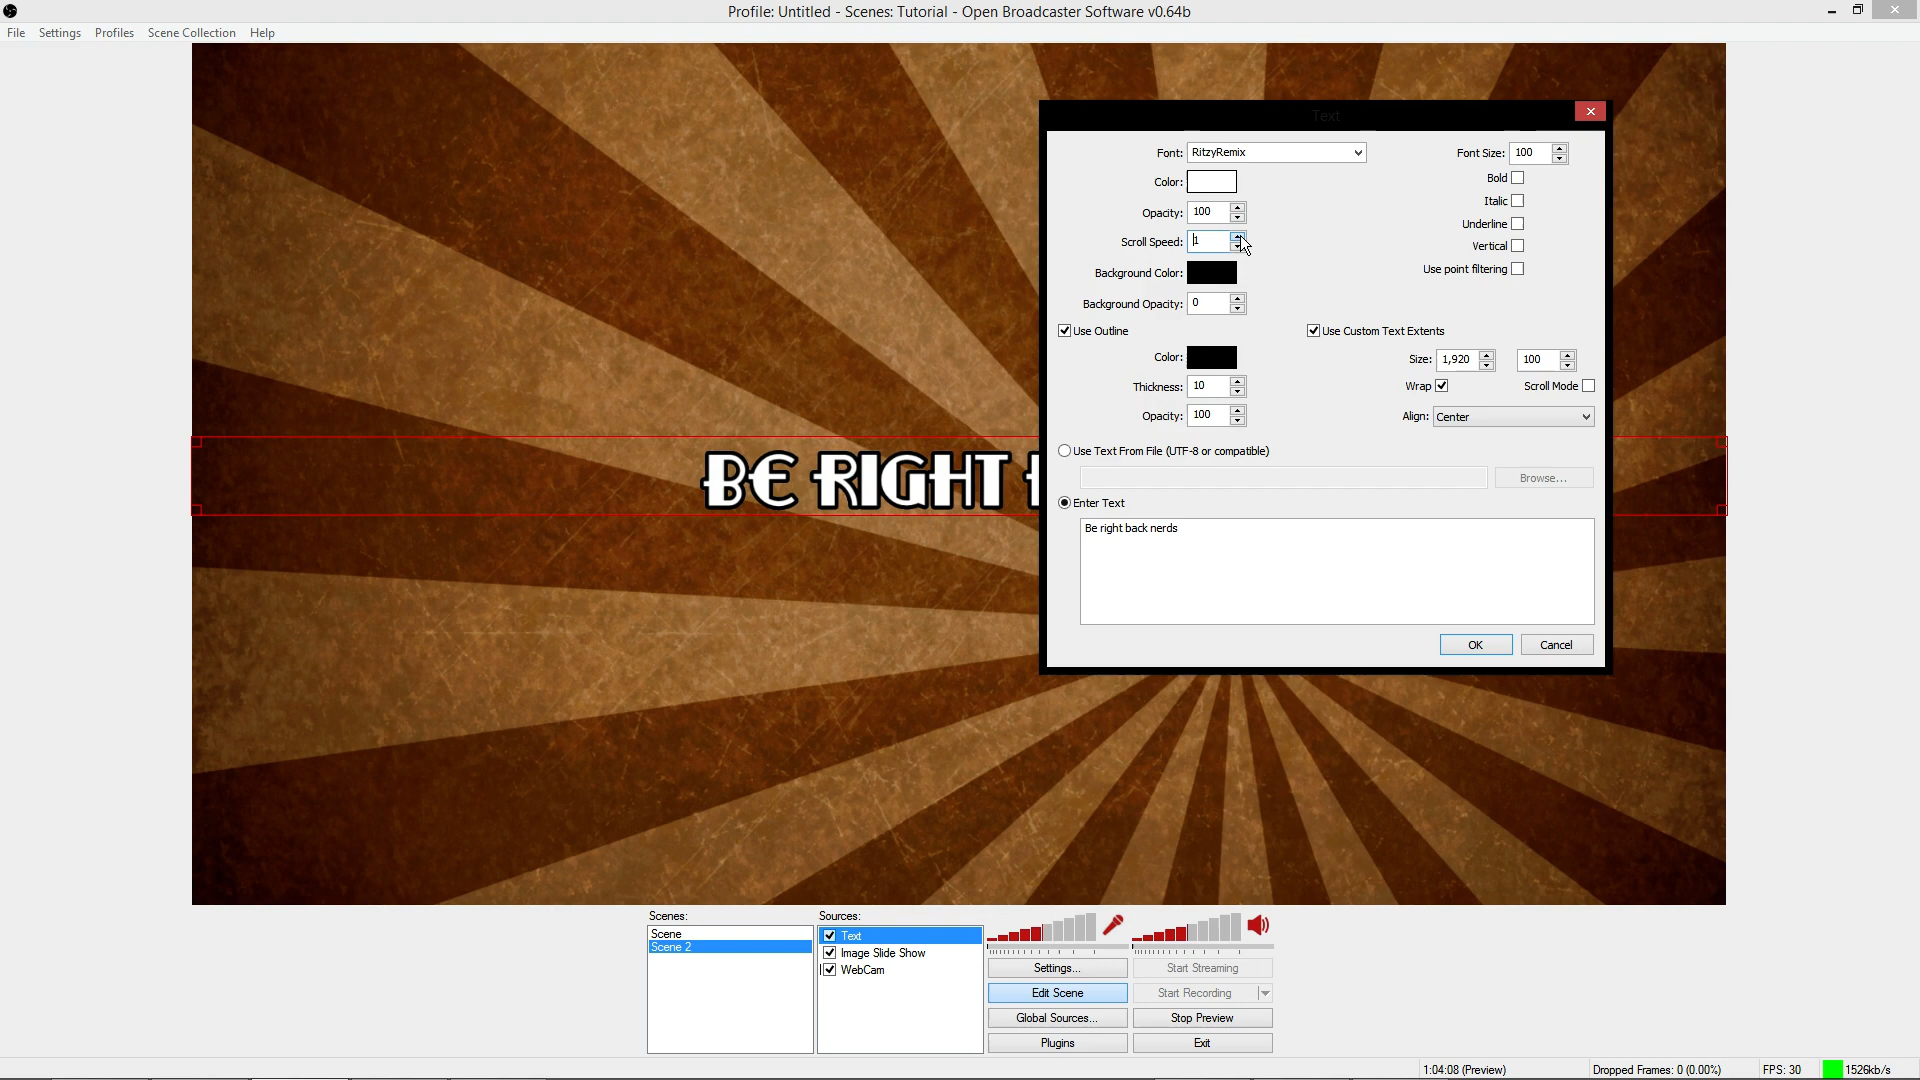 Profile: Untitled - Scenes: Tutorial - Open Broadcaster Software v0.64b
File Settings Profiles Scene Collection Help
Text
Font: RitzyRemix Font Size: 100
Color: Bold
Opacity: 100 Italic
Underline
Scroll Speed: 1 Vertical
Background Color: Use point filtering
Background Opacity: 0
Use Outline Use Custom Text Extents
Color: Size: 1,920 100
Thickness: 10 Wrap Scroll Mode
Opacity: 100 Align: Center
Use Text From File (UTF-8 or compatible)
Browse...
Enter Text
Be right back nerds
OK Cancel
BE RIGHT
Scenes: Sources:
Scene
Scene 2
Text
Image Slide Show
WebCam
Settings... Start Streaming
Edit Scene Start Recording
Global Sources... Stop Preview
Plugins Exit
1:04:08 (Preview) Dropped Frames: 0 (0.00%) FPS: 30 1526kb/s